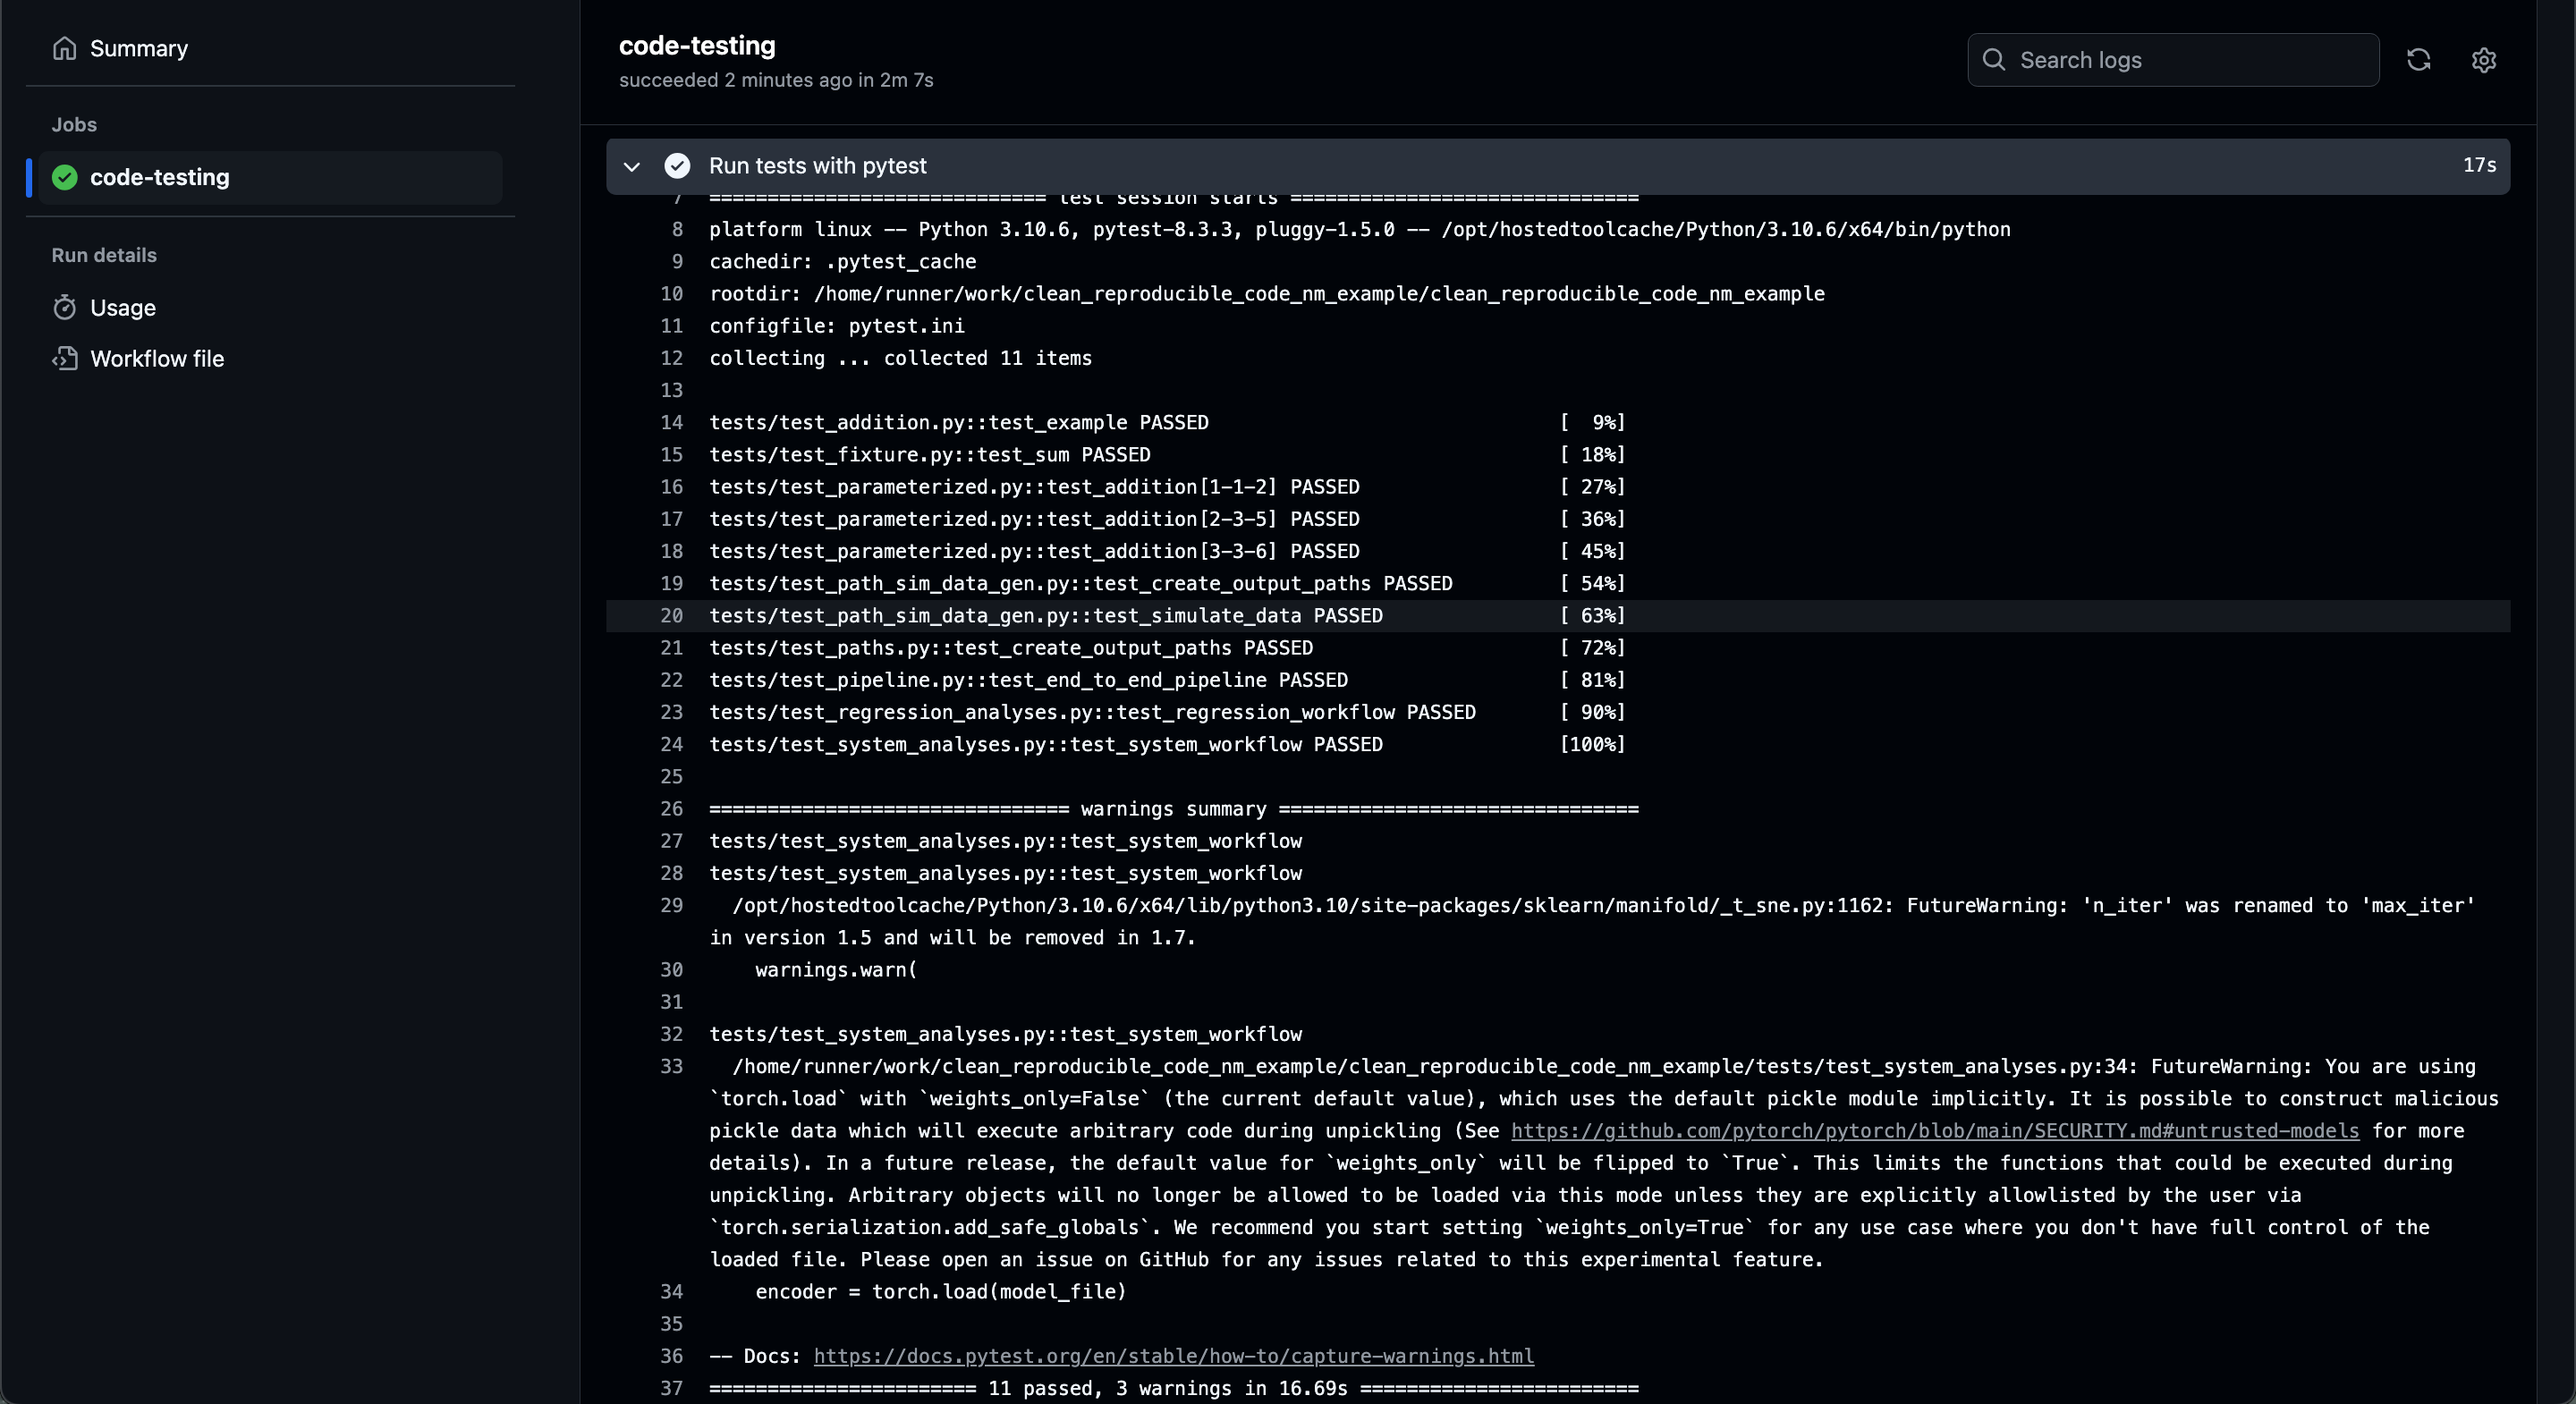 Summary
Jobs
code-testing
Run details
Usage
Workflow file
code-testing
succeeded 2 minutes ago in 2m 7s
Search logs
Run tests with pytest 17s
7 ============================= test session starts ==============================
8 platform linux -- Python 3.10.6, pytest-8.3.3, pluggy-1.5.0 -- /opt/hostedtoolcache/Python/3.10.6/x64/bin/python
9 cachedir: .pytest_cache
10 rootdir: /home/runner/work/clean_reproducible_code_nm_example/clean_reproducible_code_nm_example
11 configfile: pytest.ini
12 collecting ... collected 11 items
13
14 tests/test_addition.py::test_example PASSED [  9%]
15 tests/test_fixture.py::test_sum PASSED [ 18%]
16 tests/test_parameterized.py::test_addition[1-1-2] PASSED [ 27%]
17 tests/test_parameterized.py::test_addition[2-3-5] PASSED [ 36%]
18 tests/test_parameterized.py::test_addition[3-3-6] PASSED [ 45%]
19 tests/test_path_sim_data_gen.py::test_create_output_paths PASSED [ 54%]
20 tests/test_path_sim_data_gen.py::test_simulate_data PASSED [ 63%]
21 tests/test_paths.py::test_create_output_paths PASSED [ 72%]
22 tests/test_pipeline.py::test_end_to_end_pipeline PASSED [ 81%]
23 tests/test_regression_analyses.py::test_regression_workflow PASSED [ 90%]
24 tests/test_system_analyses.py::test_system_workflow PASSED [100%]
25
26 =============================== warnings summary ===============================
27 tests/test_system_analyses.py::test_system_workflow
28 tests/test_system_analyses.py::test_system_workflow
29 /opt/hostedtoolcache/Python/3.10.6/x64/lib/python3.10/site-packages/sklearn/manifold/_t_sne.py:1162: FutureWarning: 'n_iter' was renamed to 'max_iter'
in version 1.5 and will be removed in 1.7.
30 warnings.warn(
31
32 tests/test_system_analyses.py::test_system_workflow
33 /home/runner/work/clean_reproducible_code_nm_example/clean_reproducible_code_nm_example/tests/test_system_analyses.py:34: FutureWarning: You are using
`torch.load` with `weights_only=False` (the current default value), which uses the default pickle module implicitly. It is possible to construct malicious
pickle data which will execute arbitrary code during unpickling (See https://github.com/pytorch/pytorch/blob/main/SECURITY.md#untrusted-models for more
details). In a future release, the default value for `weights_only` will be flipped to `True`. This limits the functions that could be executed during
unpickling. Arbitrary objects will no longer be allowed to be loaded via this mode unless they are explicitly allowlisted by the user via
`torch.serialization.add_safe_globals`. We recommend you start setting `weights_only=True` for any use case where you don't have full control of the
loaded file. Please open an issue on GitHub for any issues related to this experimental feature.
34 encoder = torch.load(model_file)
35
36 -- Docs: https://docs.pytest.org/en/stable/how-to/capture-warnings.html
37 ======================= 11 passed, 3 warnings in 16.69s ========================